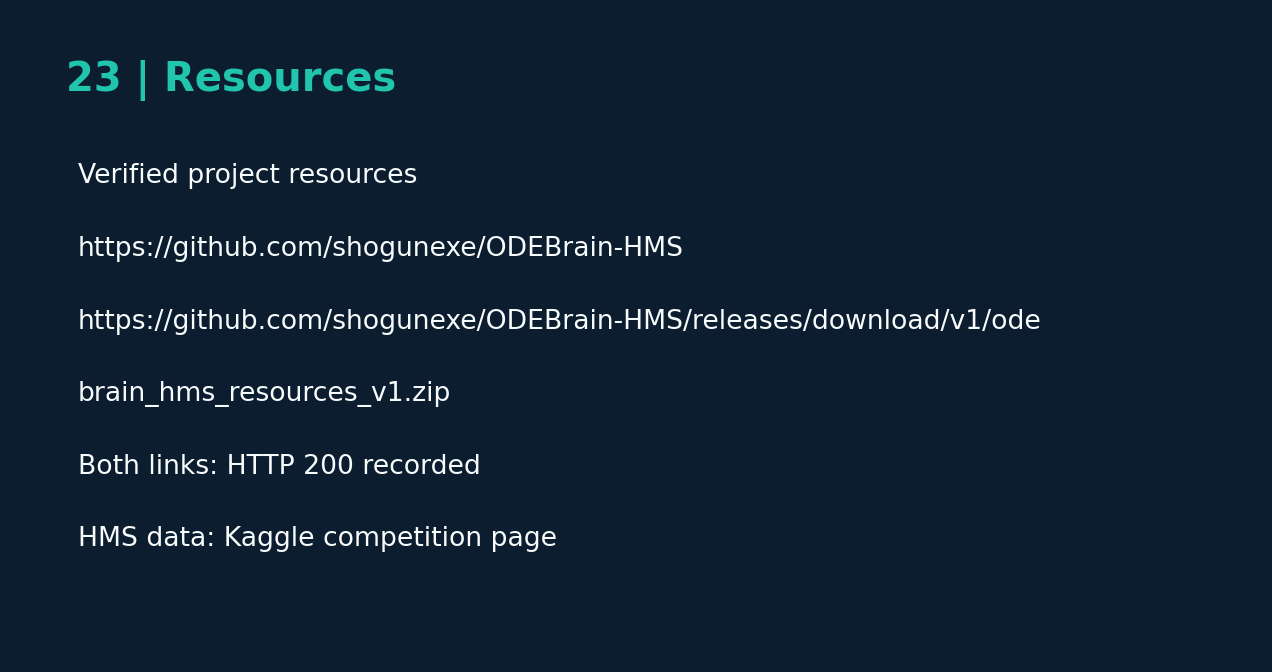 23 | Resources
Verified project resources
https://github.com/shogunexe/ODEBrain-HMS
https://github.com/shogunexe/ODEBrain-HMS/releases/download/v1/ode
brain_hms_resources_v1.zip
Both links: HTTP 200 recorded
HMS data: Kaggle competition page